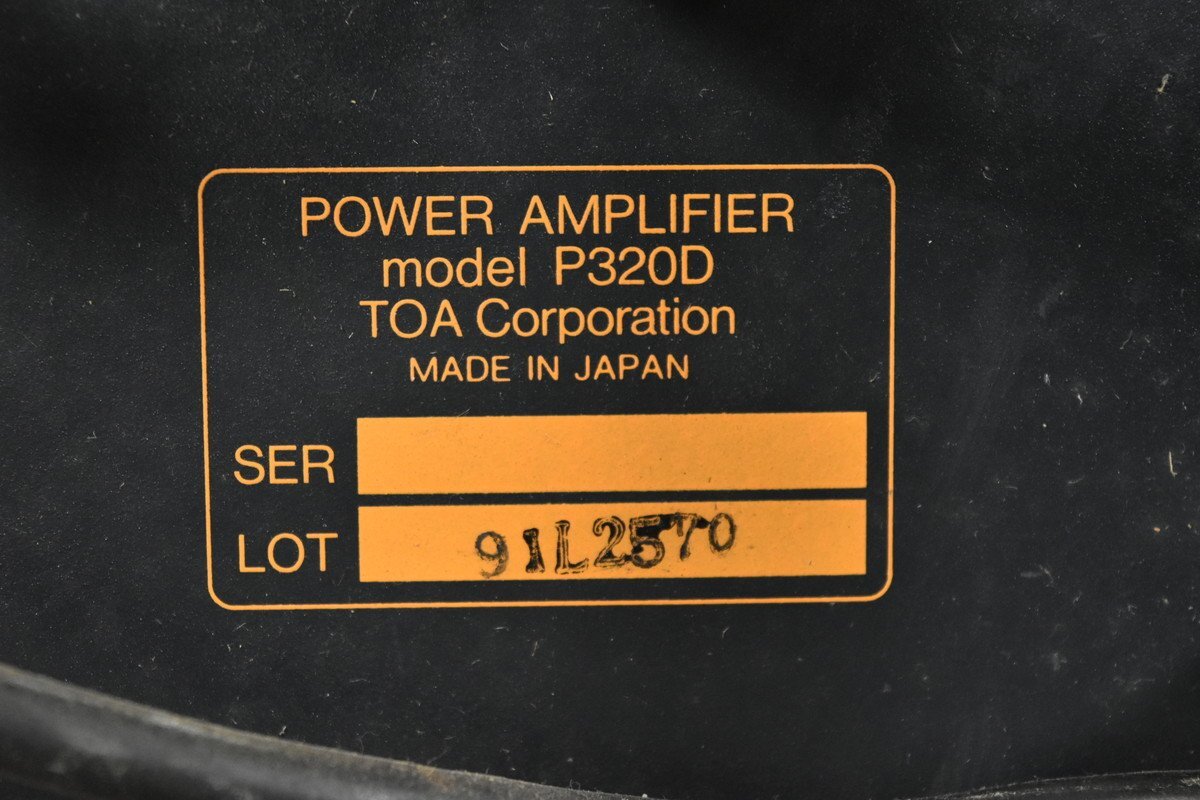 POWER AMPLIFIER
model P320D
TOA Corporation
MADE IN JAPAN
SER
LOT 91L2570